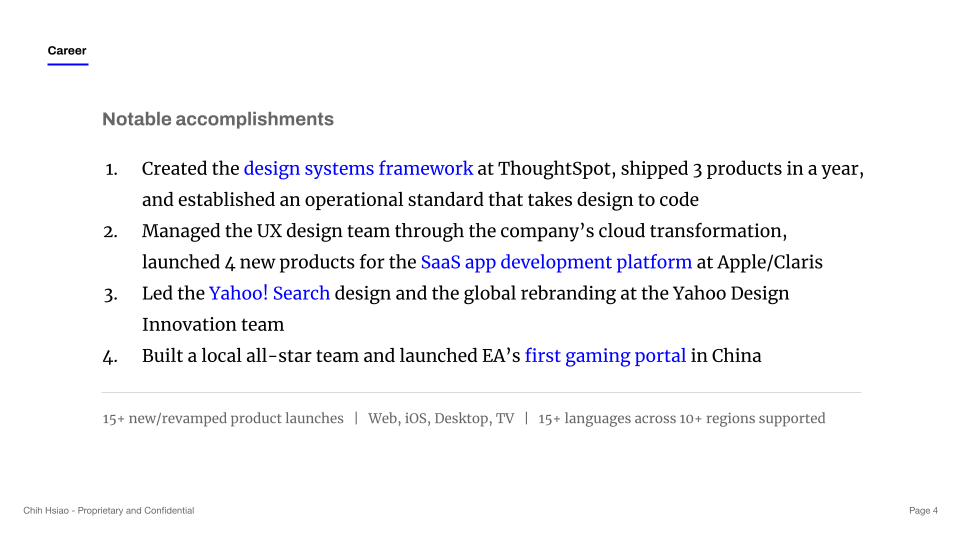 Career
Notable accomplishments
1. Created the design systems framework at ThoughtSpot, shipped 3 products in a year,
and established an operational standard that takes design to code
2. Managed the UX design team through the company’s cloud transformation,
launched 4 new products for the SaaS app development platform at Apple/Claris
3. Led the Yahoo! Search design and the global rebranding at the Yahoo Design
Innovation team
4. Built a local all-star team and launched EA’s first gaming portal in China
15+ new/revamped product launches | Web, iOS, Desktop, TV | 15+ languages across 10+ regions supported
Chih Hsiao - Proprietary and Confidential
Page 4